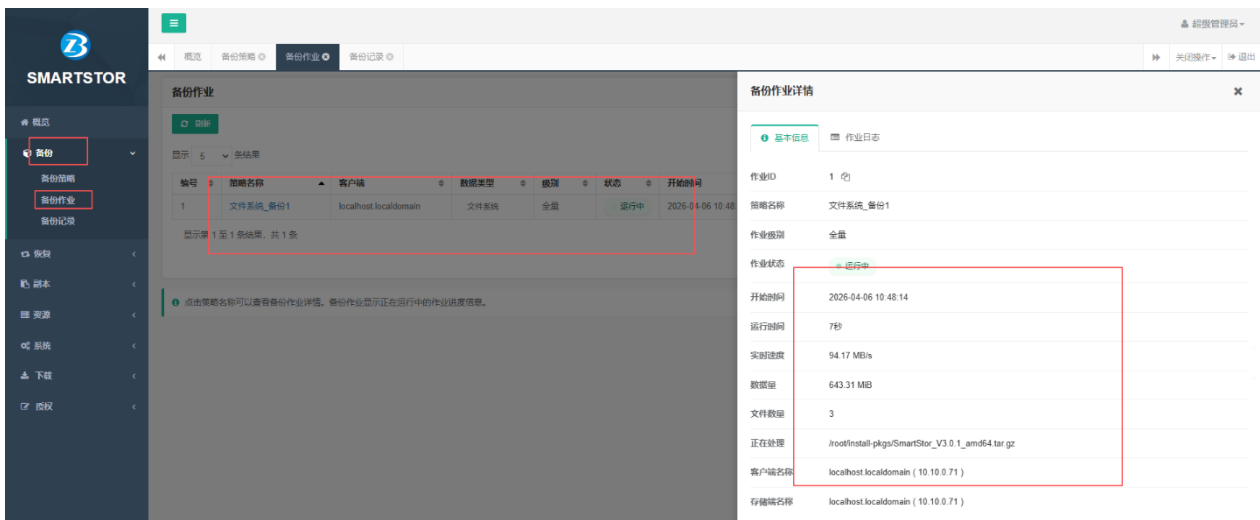 SMARTSTOR
概览
备份
备份策略
备份作业
备份记录
恢复
副本
资源
系统
下载
授权
超级管理员
概览 备份策略 备份作业 备份记录 关闭操作 退出
备份作业
刷新
显示 5 条结果
编号 策略名称 客户端 数据类型 级别 状态 开始时间
1 文件系统_备份1 localhost.localdomain 文件系统 全量 运行中 2026-04-06 10:48
显示第 1 至 1 条结果，共 1 条
点击策略名称可以查看备份作业详情。备份作业显示正在运行中的作业进度信息。
备份作业详情
基本信息 作业日志
作业ID 1
策略名称 文件系统_备份1
作业级别 全量
作业状态 运行中
开始时间 2026-04-06 10:48:14
运行时间 7秒
实时速度 94.17 MB/s
数据量 643.31 MiB
文件数量 3
正在处理 /root/install-pkgs/SmartStor_V3.0.1_amd64.tar.gz
客户端名称 localhost.localdomain ( 10.10.0.71 )
存储端名称 localhost.localdomain ( 10.10.0.71 )